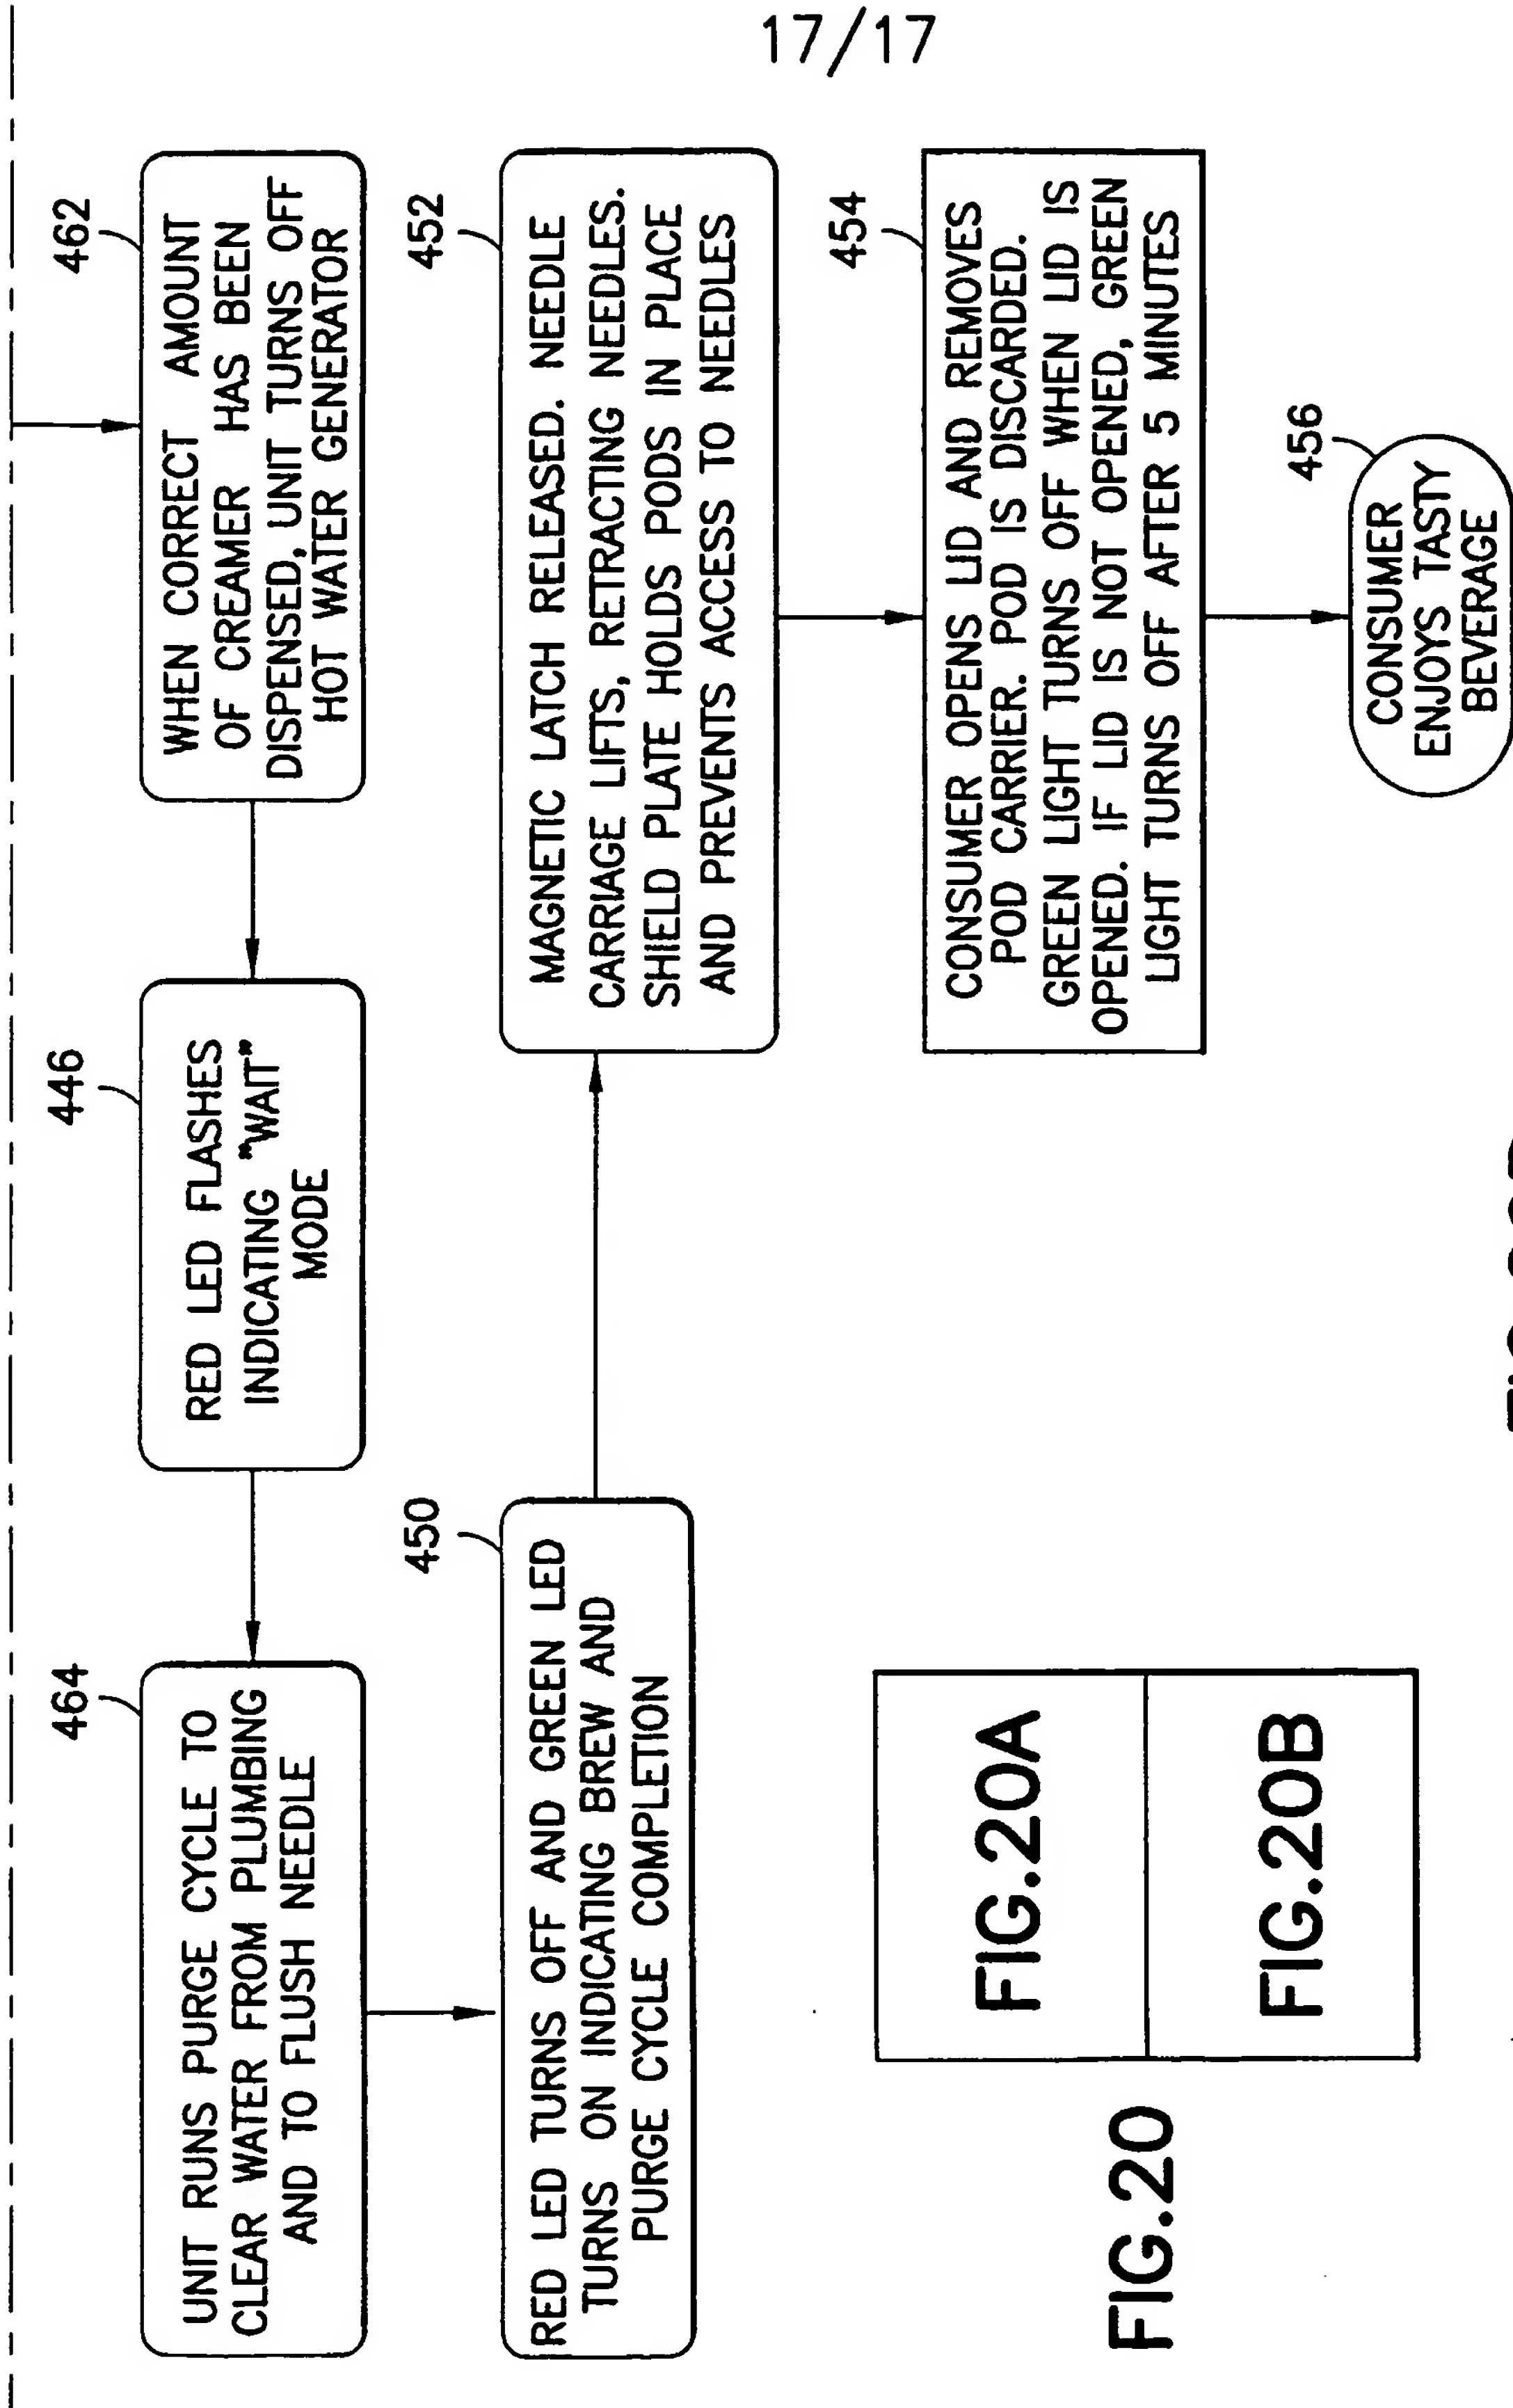 17/17
462
WHEN CORRECT AMOUNT
OF CREAMER HAS BEEN
DISPENSED, UNIT TURNS OFF
HOT WATER GENERATOR
446
RED LED FLASHES
INDICATING "WAIT"
MODE
464
UNIT RUNS PURGE CYCLE TO
CLEAR WATER FROM PLUMBING
AND TO FLUSH NEEDLE
450
RED LED TURNS OFF AND GREEN LED
TURNS ON INDICATING BREW AND
PURGE CYCLE COMPLETION
452
MAGNETIC LATCH RELEASED. NEEDLE
CARRIAGE LIFTS, RETRACTING NEEDLES.
SHIELD PLATE HOLDS PODS IN PLACE
AND PREVENTS ACCESS TO NEEDLES
454
CONSUMER OPENS LID AND REMOVES
POD CARRIER. POD IS DISCARDED.
GREEN LIGHT TURNS OFF WHEN LID IS
OPENED. IF LID IS NOT OPENED, GREEN
LIGHT TURNS OFF AFTER 5 MINUTES
456
CONSUMER
ENJOYS TASTY
BEVERAGE
FIG.20
FIG.20A
FIG.20B